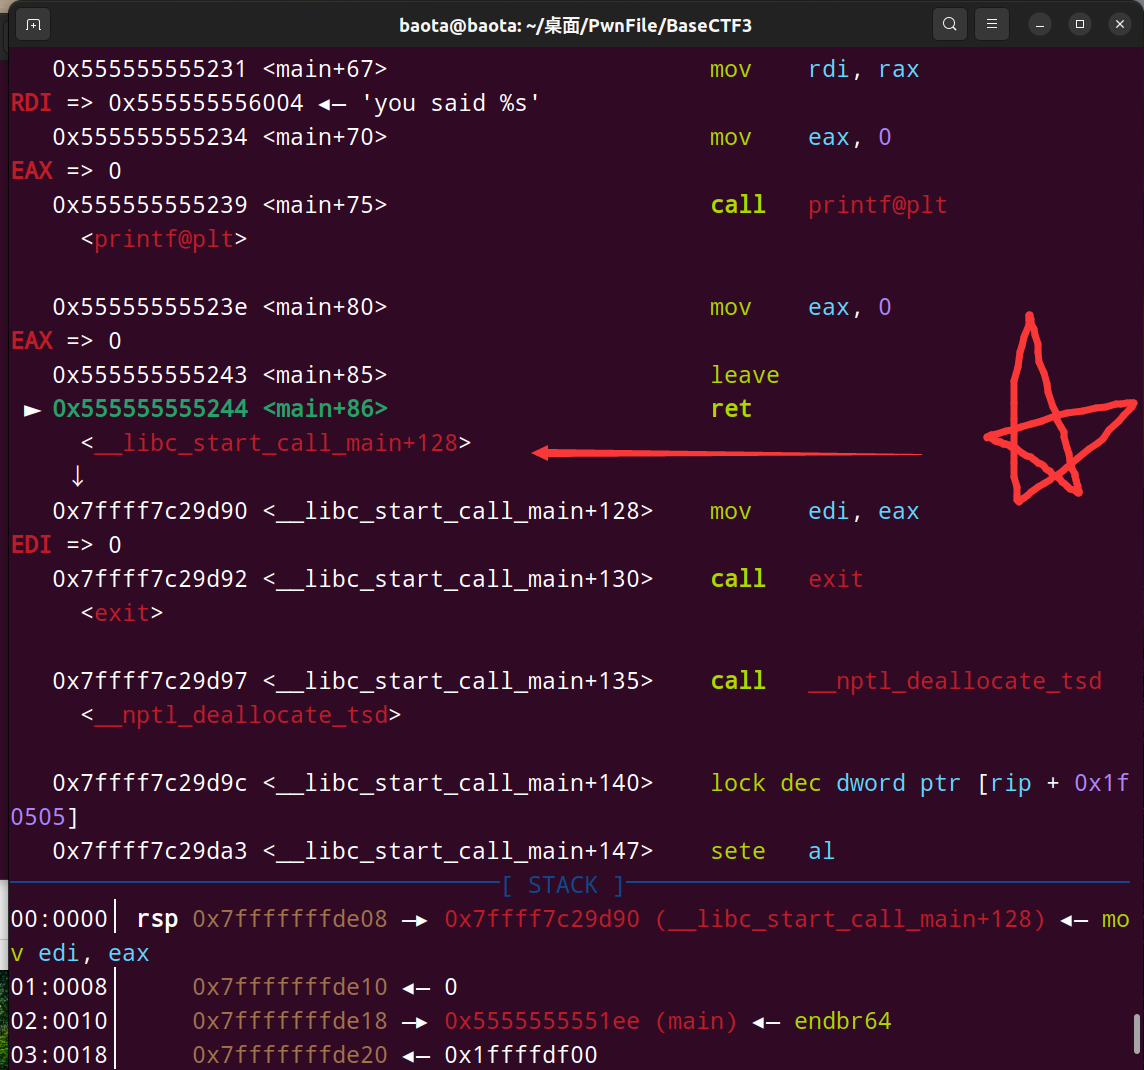 baota@baota: ~/桌面/PwnFile/BaseCTF3
0x555555555231 <main+67> mov rdi, rax
RDI => 0x555555556004 ◂— 'you said %s'
0x555555555234 <main+70> mov eax, 0
EAX => 0
0x555555555239 <main+75> call printf@plt
<printf@plt>
0x55555555523e <main+80> mov eax, 0
EAX => 0
0x555555555243 <main+85> leave
► 0x555555555244 <main+86> ret
<__libc_start_call_main+128>
↓
0x7ffff7c29d90 <__libc_start_call_main+128> mov edi, eax
EDI => 0
0x7ffff7c29d92 <__libc_start_call_main+130> call exit
<exit>
0x7ffff7c29d97 <__libc_start_call_main+135> call __nptl_deallocate_tsd
<__nptl_deallocate_tsd>
0x7ffff7c29d9c <__libc_start_call_main+140> lock dec dword ptr [rip + 0x1f
0505]
0x7ffff7c29da3 <__libc_start_call_main+147> sete al
[ STACK ]
00:0000│ rsp 0x7fffffffde08 —▸ 0x7ffff7c29d90 (__libc_start_call_main+128) ◂— mo
v edi, eax
01:0008│ 0x7fffffffde10 ◂— 0
02:0010│ 0x7fffffffde18 —▸ 0x5555555551ee (main) ◂— endbr64
03:0018│ 0x7fffffffde20 ◂— 0x1ffffdf00